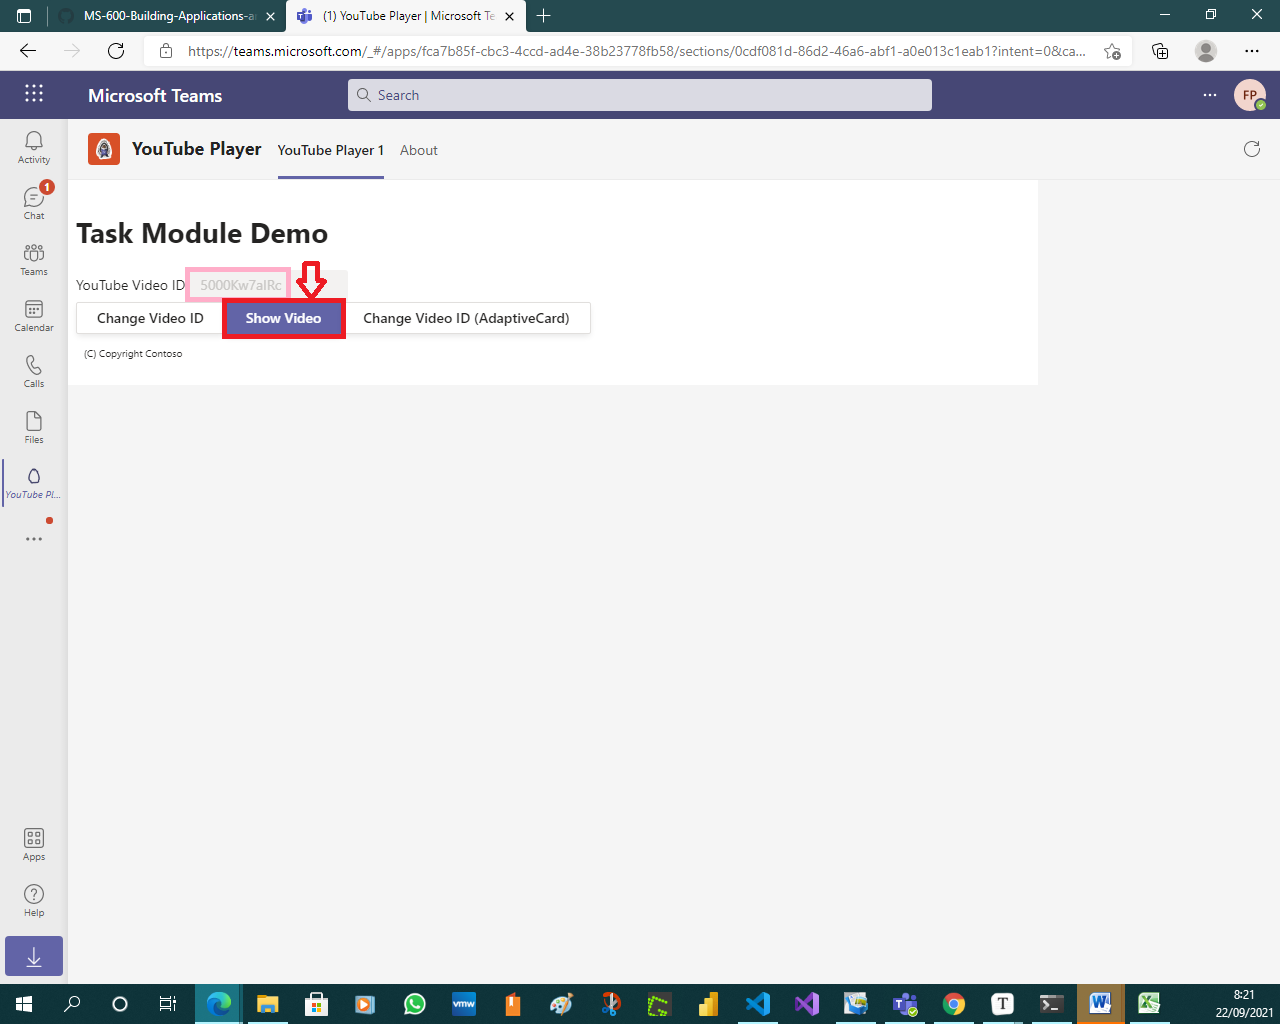 MS-600-Building-Applications-a
(1) YouTube Player | Microsoft Te
https://teams.microsoft.com/_#/apps/fca7b85f-cbc3-4ccd-ad4e-38b23778fb58/sections/0cdf081d-86d2-46a6-abf1-a0e013c1eab1?intent=0&ca...
Microsoft Teams
Search
FP
Activity
YouTube Player
YouTube Player 1
About
1
Chat
Teams
Calendar
Calls
Files
YouTube Pl...
Task Module Demo
YouTube Video ID
5000Kw7aIRc
Change Video ID
Show Video
Change Video ID (AdaptiveCard)
(C) Copyright Contoso
Apps
Help
vmw
T
8:21
22/09/2021